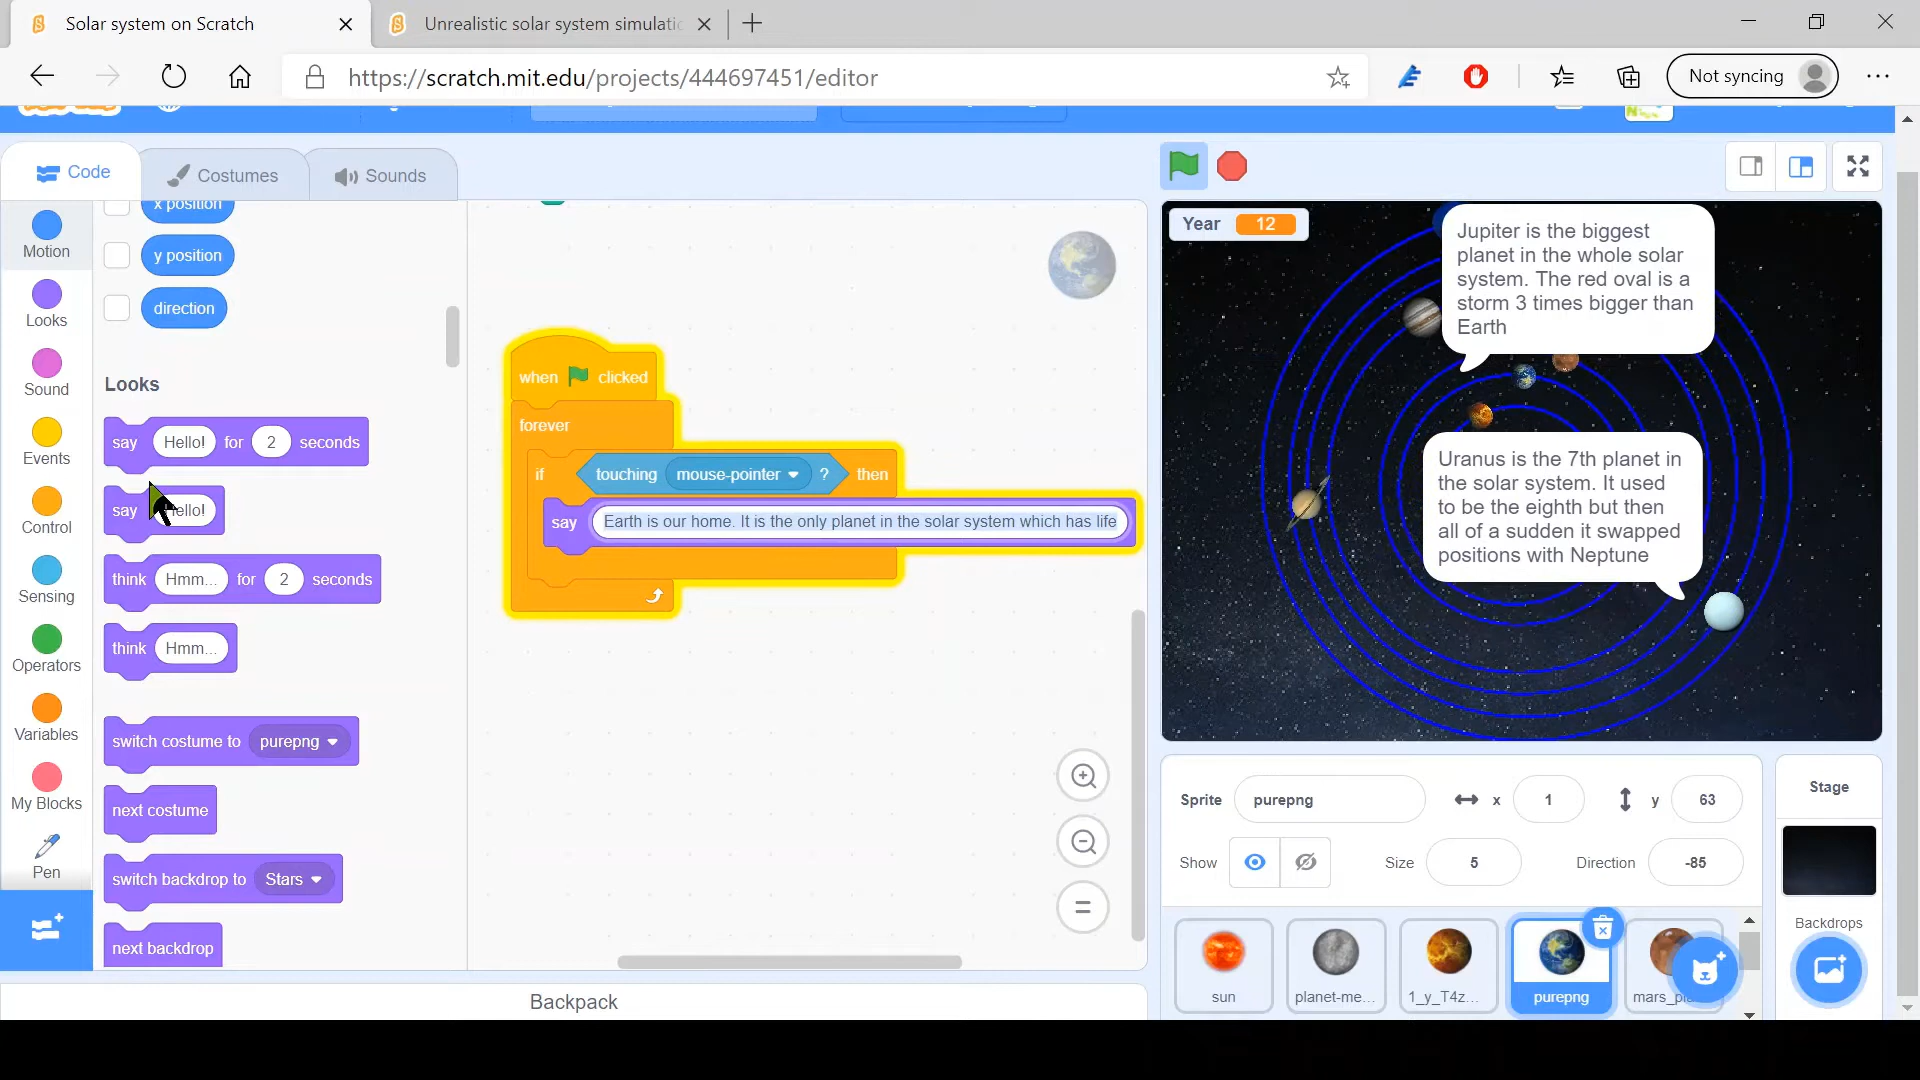 Solar system on Scratch
Unrealistic solar system simulatic
https://scratch.mit.edu/projects/444697451/editor
Not syncing
Code
Costumes
Sounds
Motion
Looks
Sound
Events
Control
Sensing
Operators
Variables
My Blocks
Pen
x position
y position
direction
Looks
say Hello! for 2 seconds
say ello!
think Hmm... for 2 seconds
think Hmm...
switch costume to purepng
next costume
switch backdrop to Stars
next backdrop
when clicked
forever
if touching mouse-pointer ? then
say Earth is our home. It is the only planet in the solar system which has life
Backpack
Year 12
Jupiter is the biggest
planet in the whole solar
system. The red oval is a
storm 3 times bigger than
Earth
Uranus is the 7th planet in
the solar system. It used
to be the eighth but then
all of a sudden it swapped
positions with Neptune
Sprite purepng x 1 y 63
Show Size 5 Direction -85
sun
planet-me...
1_y_T4z...
purepng
mars_pl
Stage
Backdrops